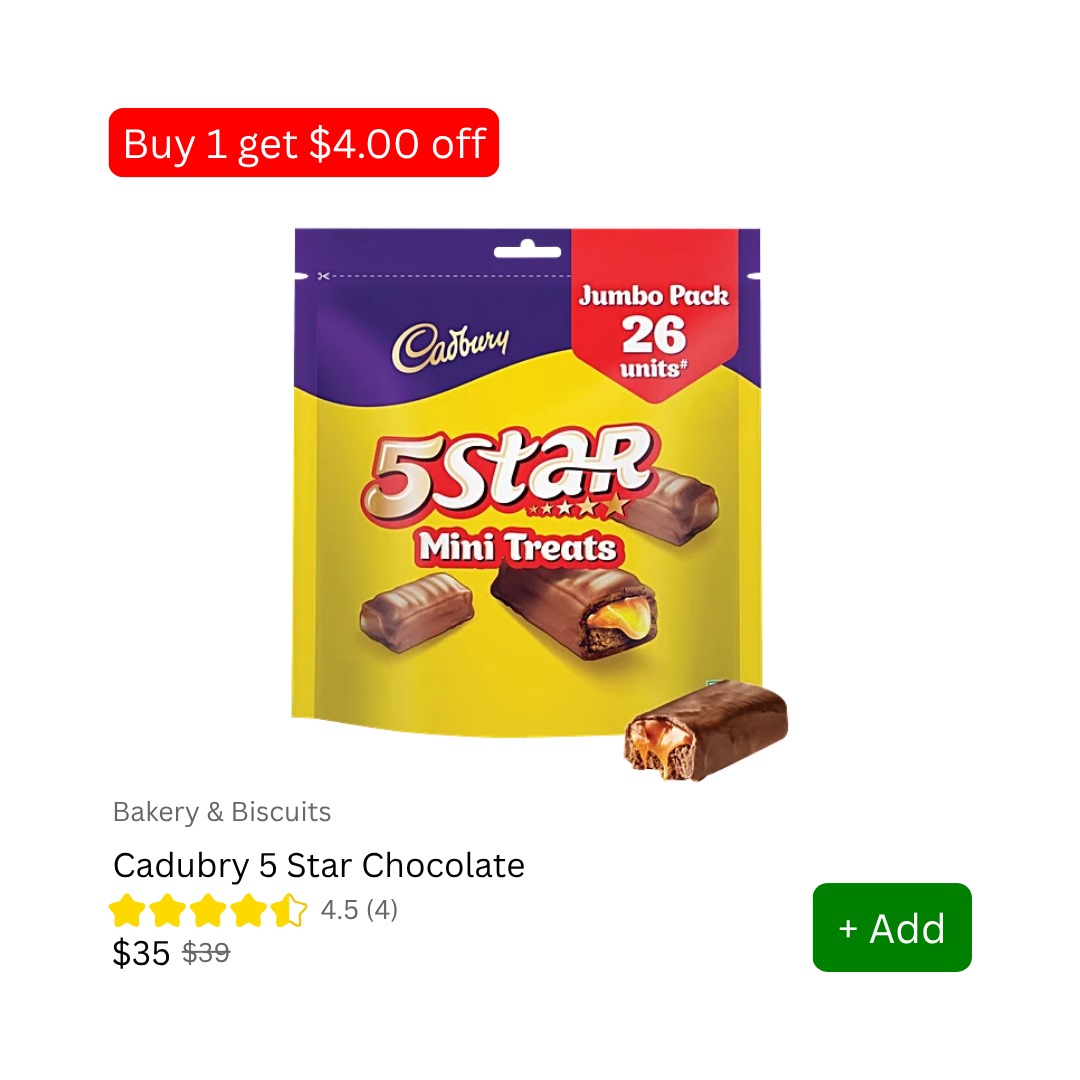 Buy 1 get $4.00 off
Jumbo Pack
26
units#
Cadbury
5Star
Mini Treats
Bakery & Biscuits
Cadubry 5 Star Chocolate
4.5 (4)
$35 $39
+ Add